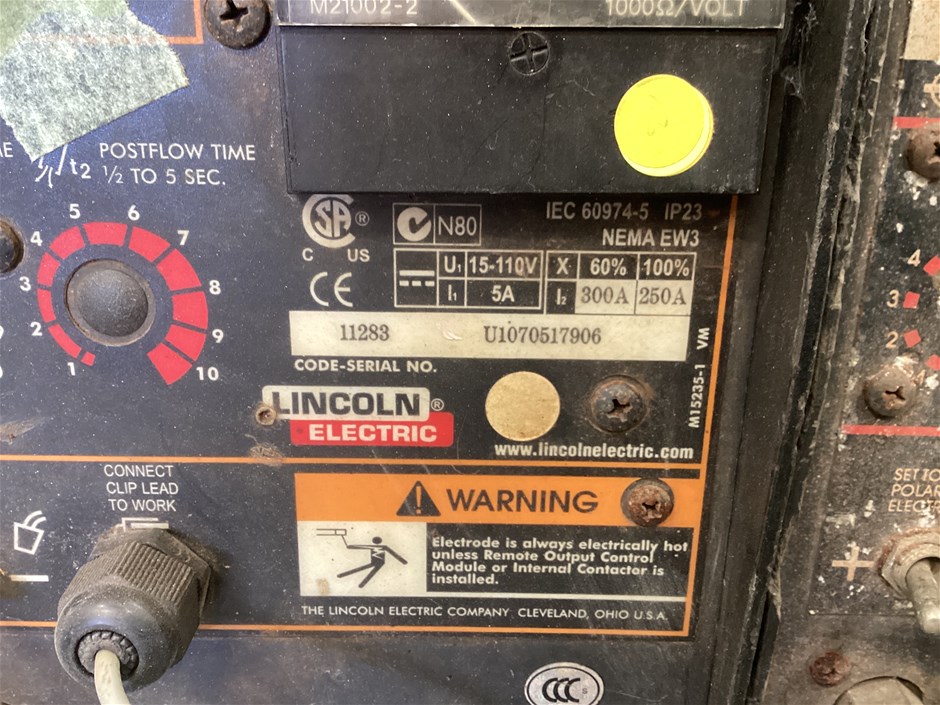 M21002-2 1000Ω/VOLT
t2 POSTFLOW TIME
½ TO 5 SEC.
1 2 3 4 5 6 7 8 9 10
CSA ®
C US
N80
IEC 60974-5 IP23
NEMA EW3
CE
U1 15-110V X 60% 100%
I1 5A I2 300A 250A
11283 U1070517906
CODE-SERIAL NO.
LINCOLN ®
ELECTRIC
www.lincolnelectric.com
M15235-1 VM
CONNECT
CLIP LEAD
TO WORK
WARNING
Electrode is always electrically hot
unless Remote Output Control
Module or Internal Contactor is
installed.
THE LINCOLN ELECTRIC COMPANY CLEVELAND, OHIO U.S.A.
CCC S
4
3
2
SET TO
POLAR
ELECTR
+